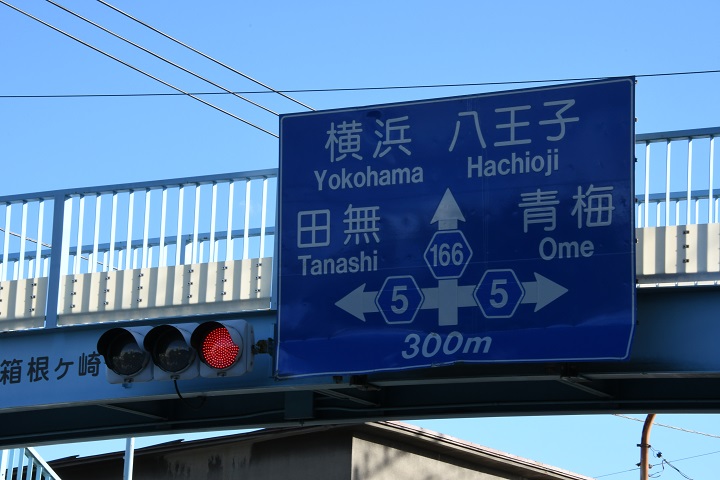 横浜 八王子
Yokohama Hachioji
田無 青梅
Tanashi Ome
166
5 5
300m
箱根ヶ崎